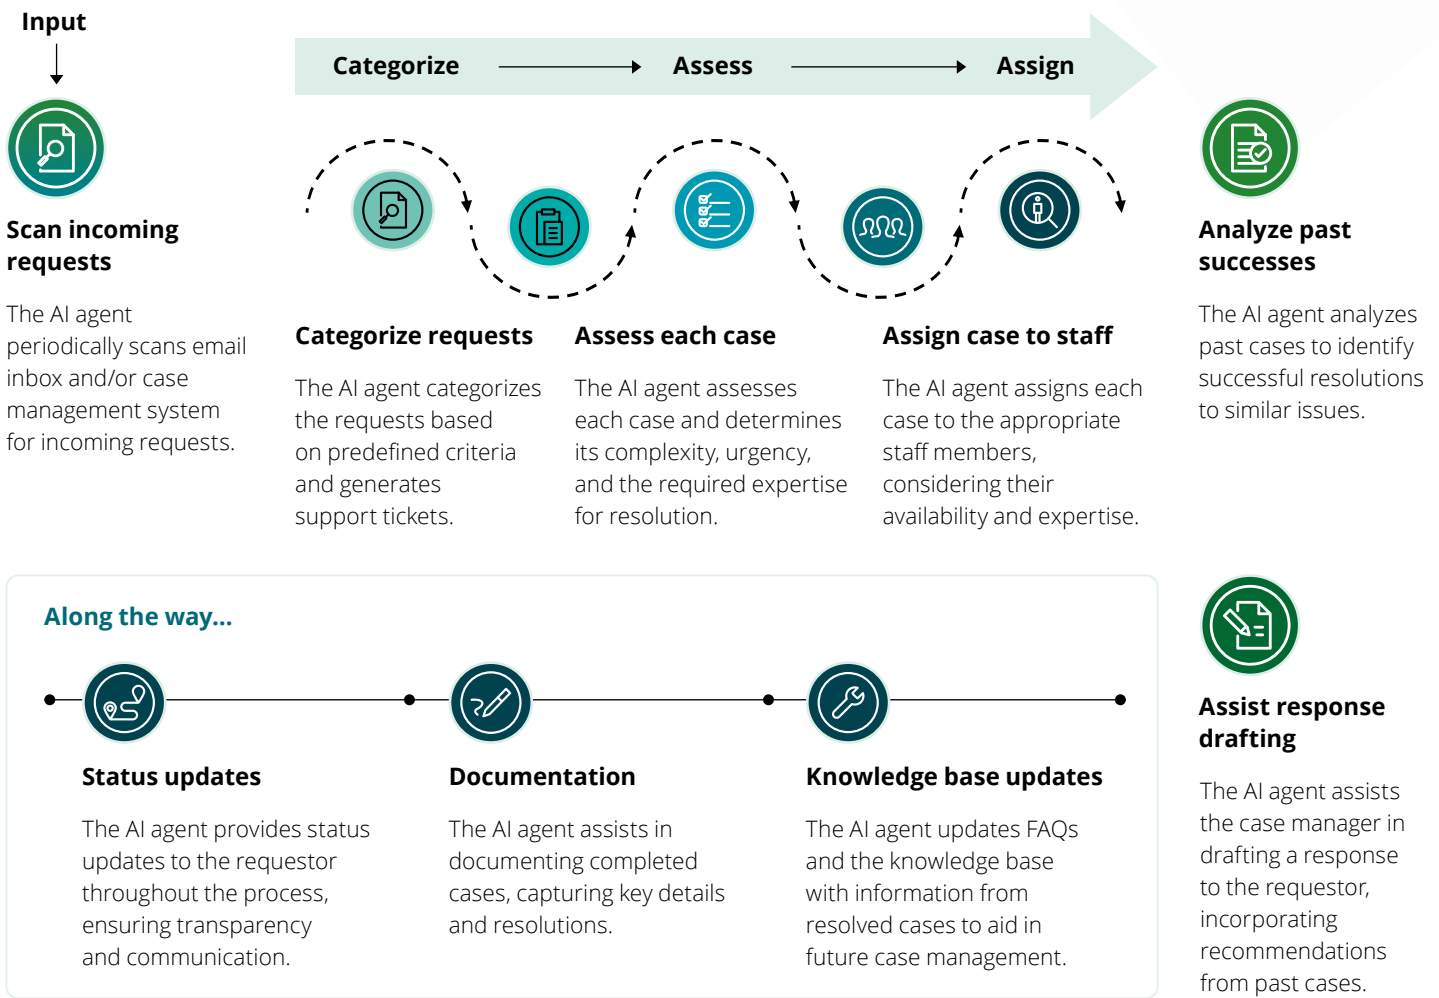 Input
Categorize
Assess
Assign
Scan incoming
requests
The AI agent
periodically scans email
inbox and/or case
management system
for incoming requests.
Categorize requests
The AI agent categorizes
the requests based
on predefined criteria
and generates
support tickets.
Assess each case
The AI agent assesses
each case and determines
its complexity, urgency,
and the required expertise
for resolution.
Assign case to staff
The AI agent assigns each
case to the appropriate
staff members,
considering their
availability and expertise.
Analyze past
successes
The AI agent analyzes
past cases to identify
successful resolutions
to similar issues.
Along the way...
Status updates
The AI agent provides status
updates to the requestor
throughout the process,
ensuring transparency
and communication.
Documentation
The AI agent assists in
documenting completed
cases, capturing key details
and resolutions.
Knowledge base updates
The AI agent updates FAQs
and the knowledge base
with information from
resolved cases to aid in
future case management.
Assist response
drafting
The AI agent assists
the case manager in
drafting a response
to the requestor,
incorporating
recommendations
from past cases.